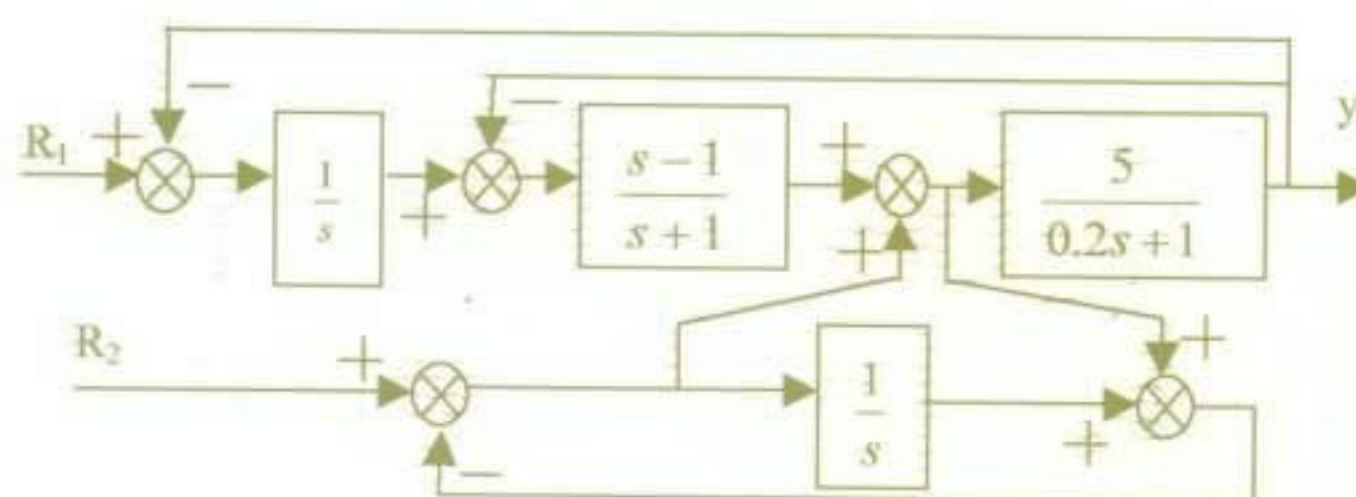 −
−
R₁ + 1/s + (s−1)/(s+1) + + 5/(0.2s+1) y
R₂ + 1/s + +
−